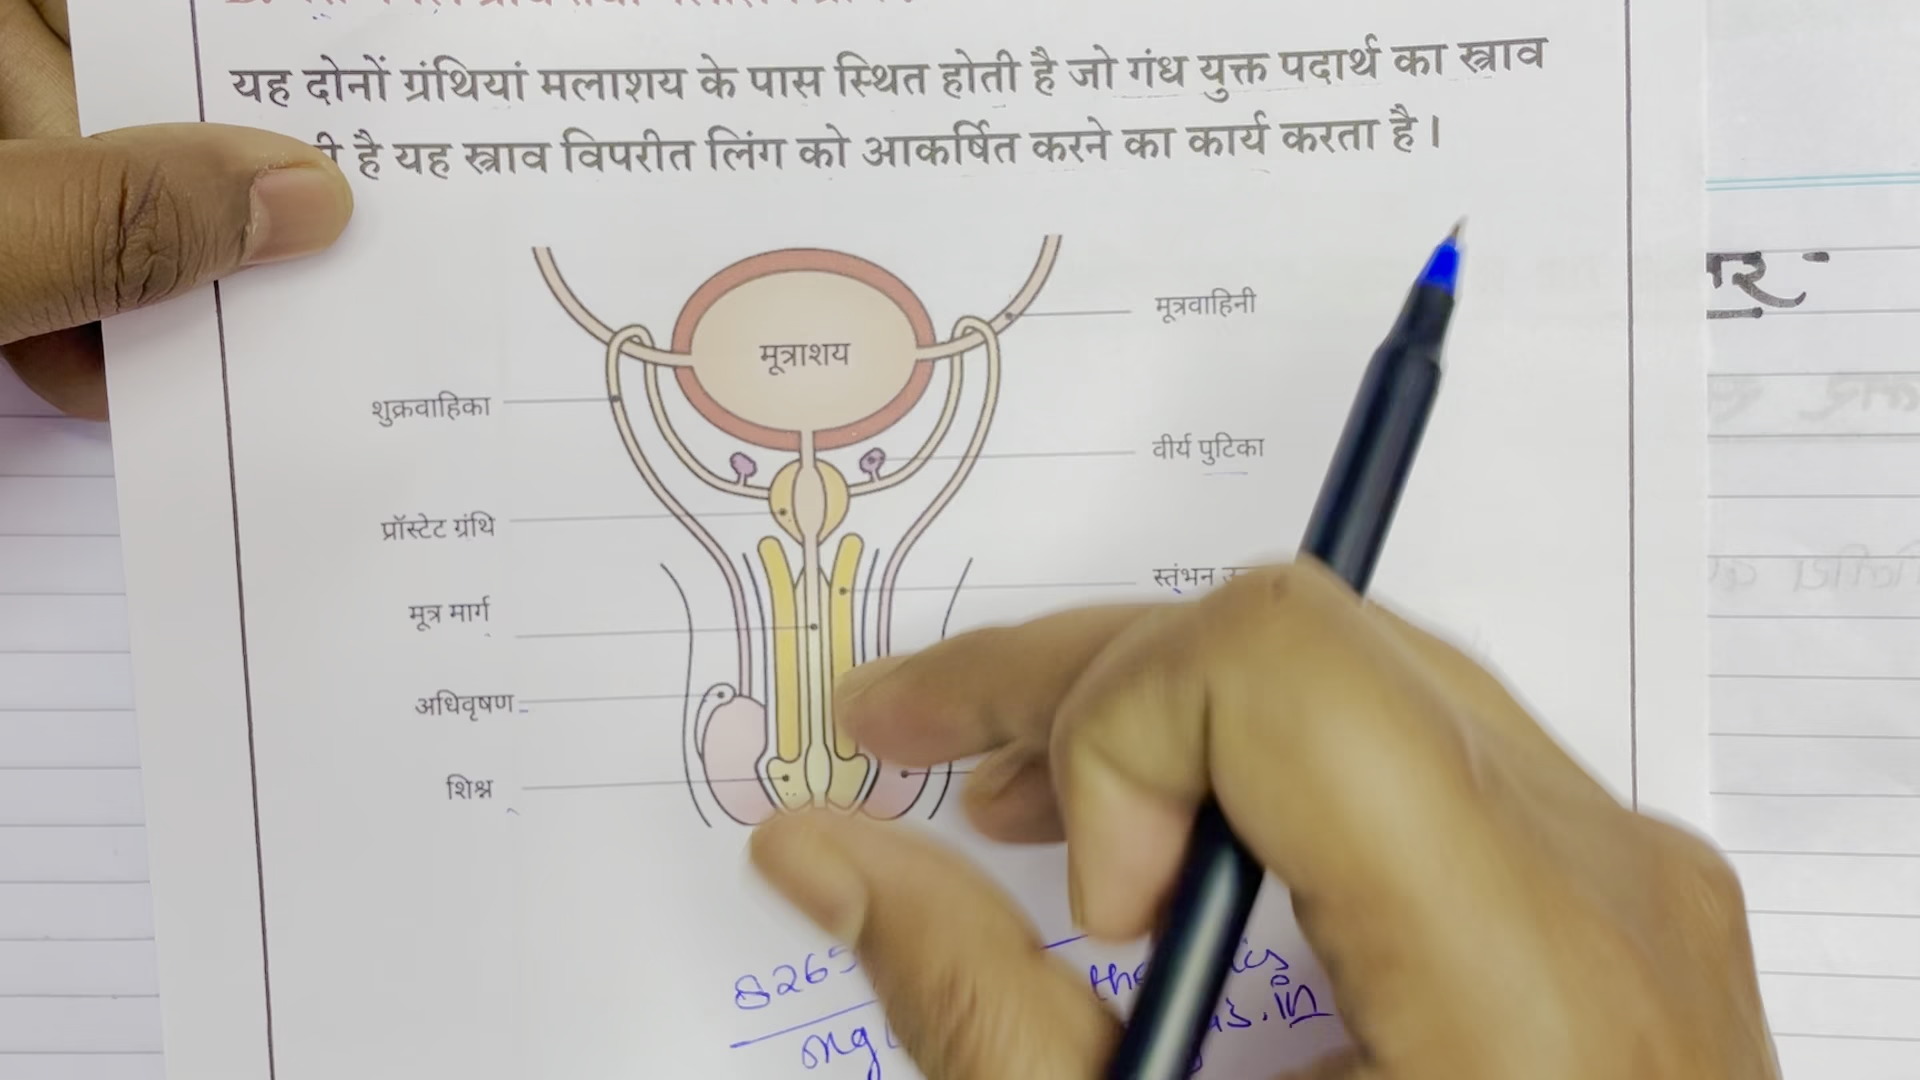 यह दोनों ग्रंथियां मलाशय के पास स्थित होती है जो गंध युक्त पदार्थ का स्त्राव
है यह स्त्राव विपरीत लिंग को आकर्षित करने का कार्य करता है।
मूत्रवाहिनी
मूत्राशय
शुक्रवाहिका
वीर्य पुटिका
प्रॉस्टेट ग्रंथि
स्तंभन
मूत्र मार्ग
अधिवृषण
शिश्न